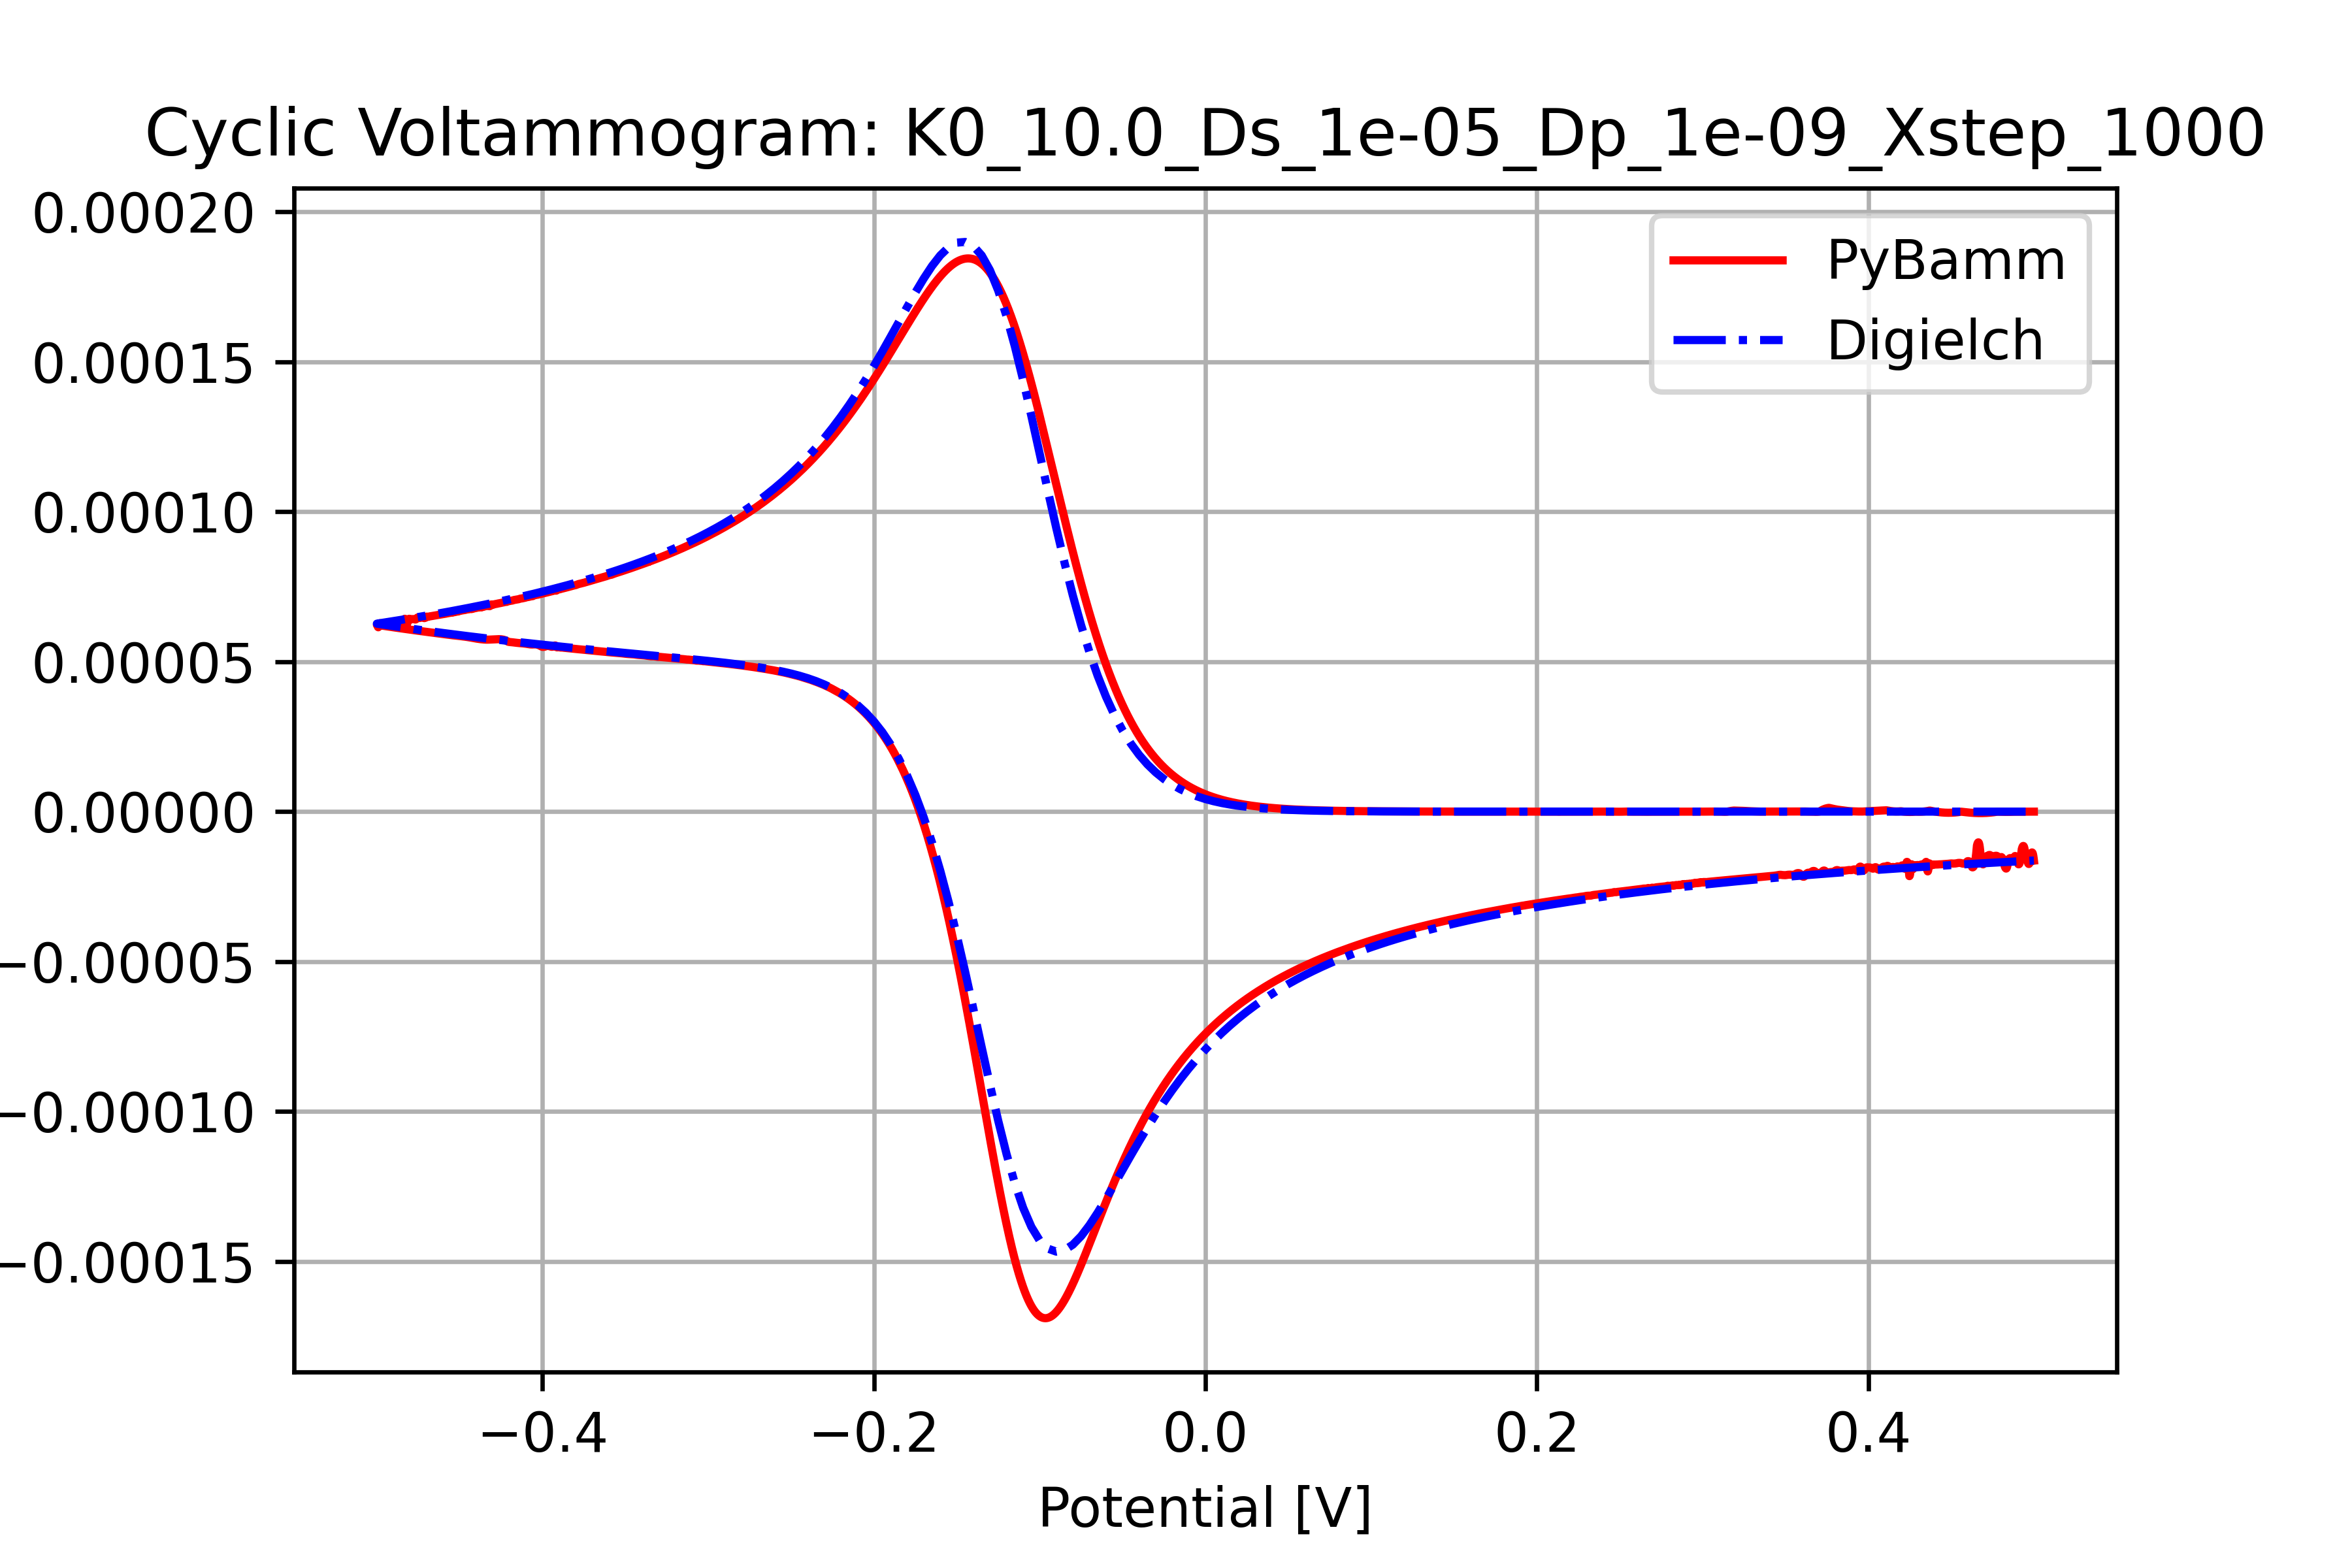 Cyclic Voltammogram: K0_10.0_Ds_1e-05_Dp_1e-09_Xstep_1000
0.00020
0.00015
0.00010
0.00005
0.00000
−0.00005
−0.00010
−0.00015
PyBamm
Digielch
−0.4 −0.2 0.0 0.2 0.4
Potential [V]